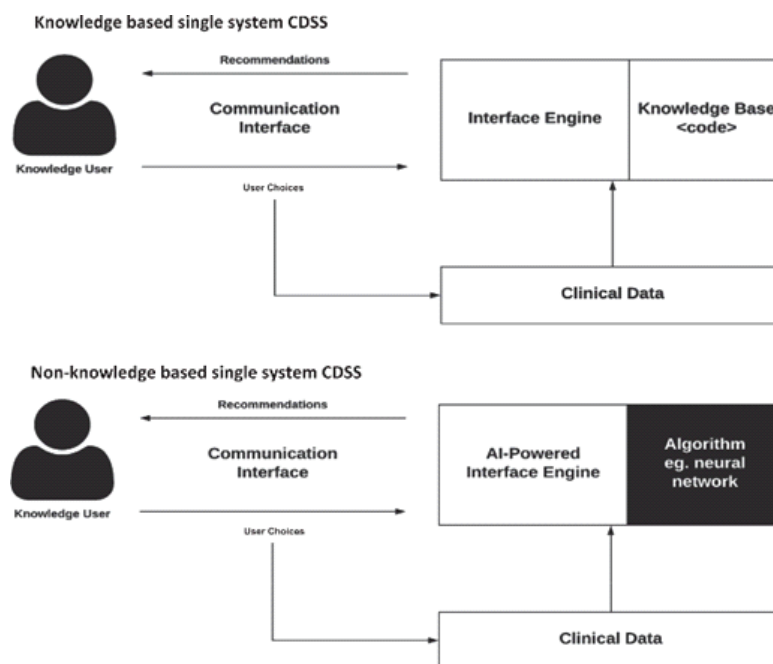 Knowledge based single system CDSS
Recommendations
Communication
Interface
Knowledge User
User Choices
Interface Engine
Knowledge Base
<code>
Clinical Data
Non-knowledge based single system CDSS
Recommendations
Communication
Interface
Knowledge User
User Choices
AI-Powered
Interface Engine
Algorithm
eg. neural
network
Clinical Data